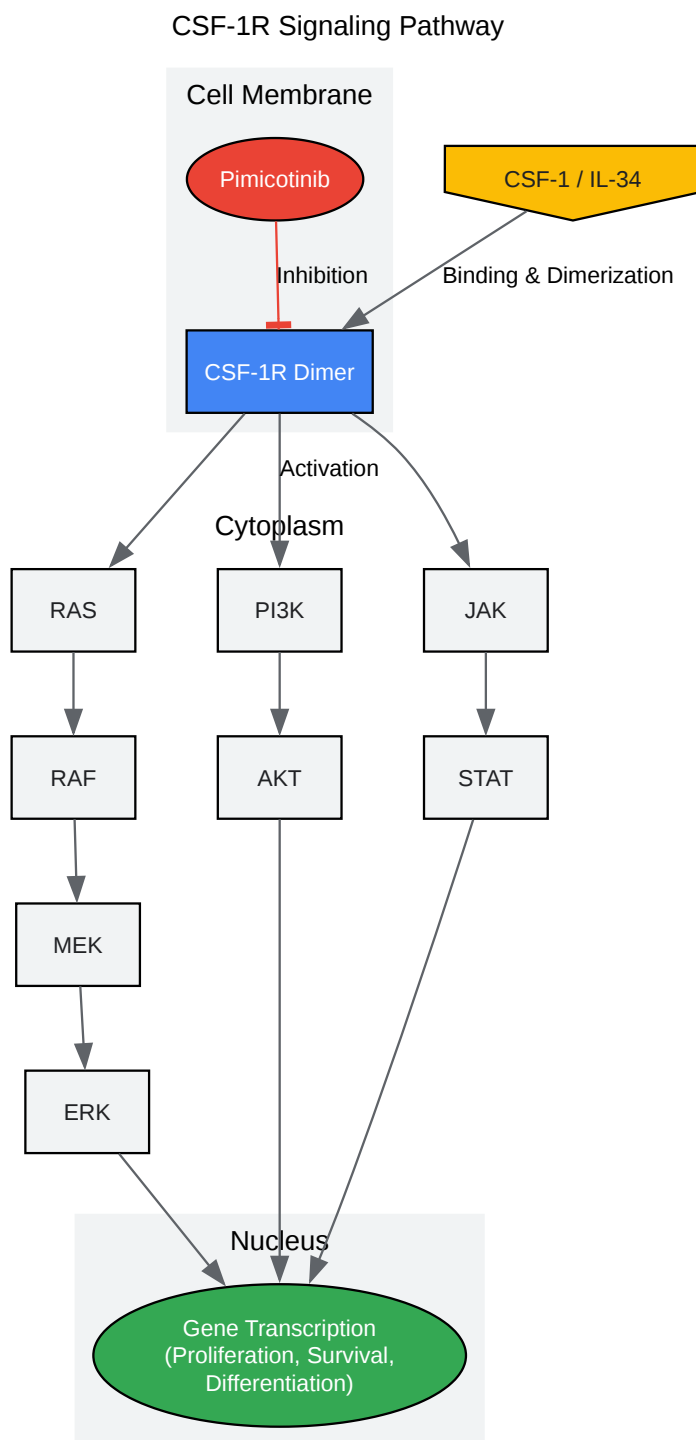 CSF-1R Signaling Pathway
Cell Membrane
Pimicotinib
CSF-1 / IL-34
Inhibition
Binding & Dimerization
CSF-1R Dimer
Activation
Cytoplasm
RAS
PI3K
JAK
RAF
AKT
STAT
MEK
ERK
Nucleus
Gene Transcription
(Proliferation, Survival,
Differentiation)